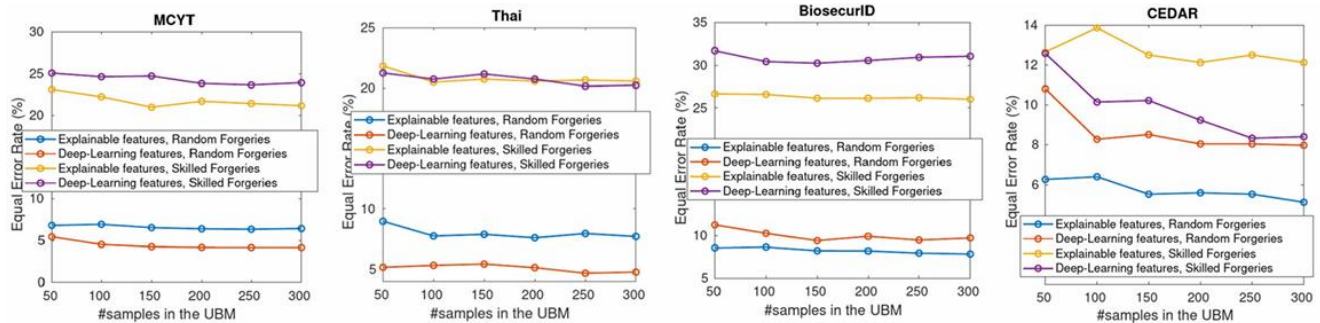 MCYT
30
25
20
10
5
0
Equal Error Rate (%)
Explainable features, Random Forgeries
Deep-Learning features, Random Forgeries
Explainable features, Skilled Forgeries
Deep-Learning features, Skilled Forgeries
50 100 150 200 250 300
#samples in the UBM
Thai
25
20
10
5
Equal Error Rate (%)
Explainable features, Random Forgeries
Deep-Learning features, Random Forgeries
Explainable features, Skilled Forgeries
Deep-Learning features, Skilled Forgeries
50 100 150 200 250 300
#samples in the UBM
BiosecurID
35
30
25
10
5
Equal Error Rate (%)
Explainable features, Random Forgeries
Deep-Learning features, Random Forgeries
Explainable features, Skilled Forgeries
Deep-Learning features, Skilled Forgeries
50 100 150 200 250 300
#samples in the UBM
CEDAR
14
12
10
8
6
Equal Error Rate (%)
Explainable features, Random Forgeries
Deep-Learning features, Random Forgeries
Explainable features, Skilled Forgeries
Deep-Learning features, Skilled Forgeries
50 100 150 200 250 300
#samples in the UBM